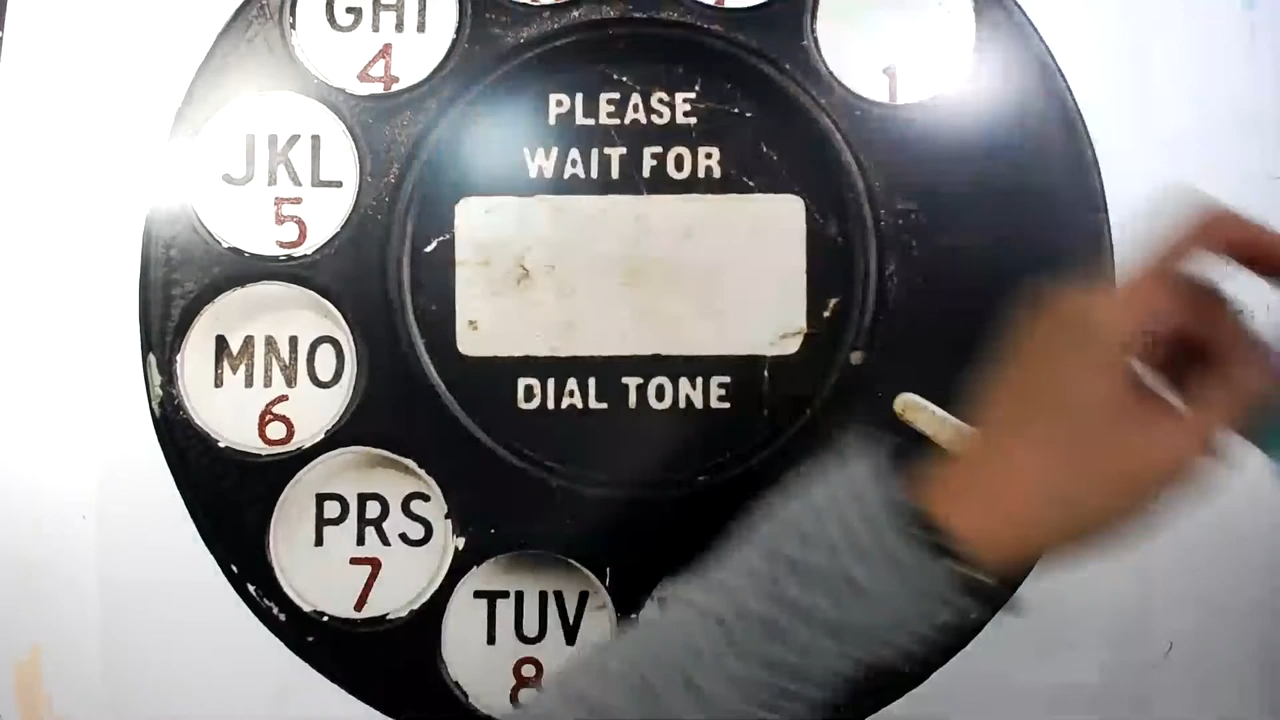 GHI
4
1
PLEASE
WAIT FOR
JKL
5
DIAL TONE
MNO
6
PRS
7
TUV
8